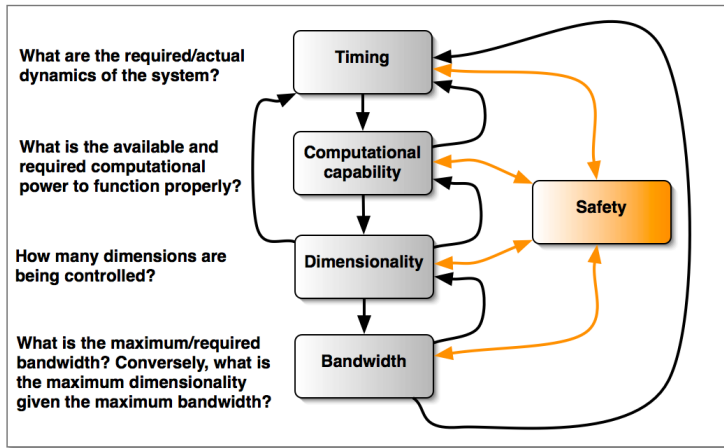 What are the required/actual
dynamics of the system?
Timing
What is the available and
required computational
power to function properly?
Computational
capability
Safety
How many dimensions are
being controlled?
Dimensionality
What is the maximum/required
bandwidth? Conversely, what is
the maximum dimensionality
given the maximum bandwidth?
Bandwidth